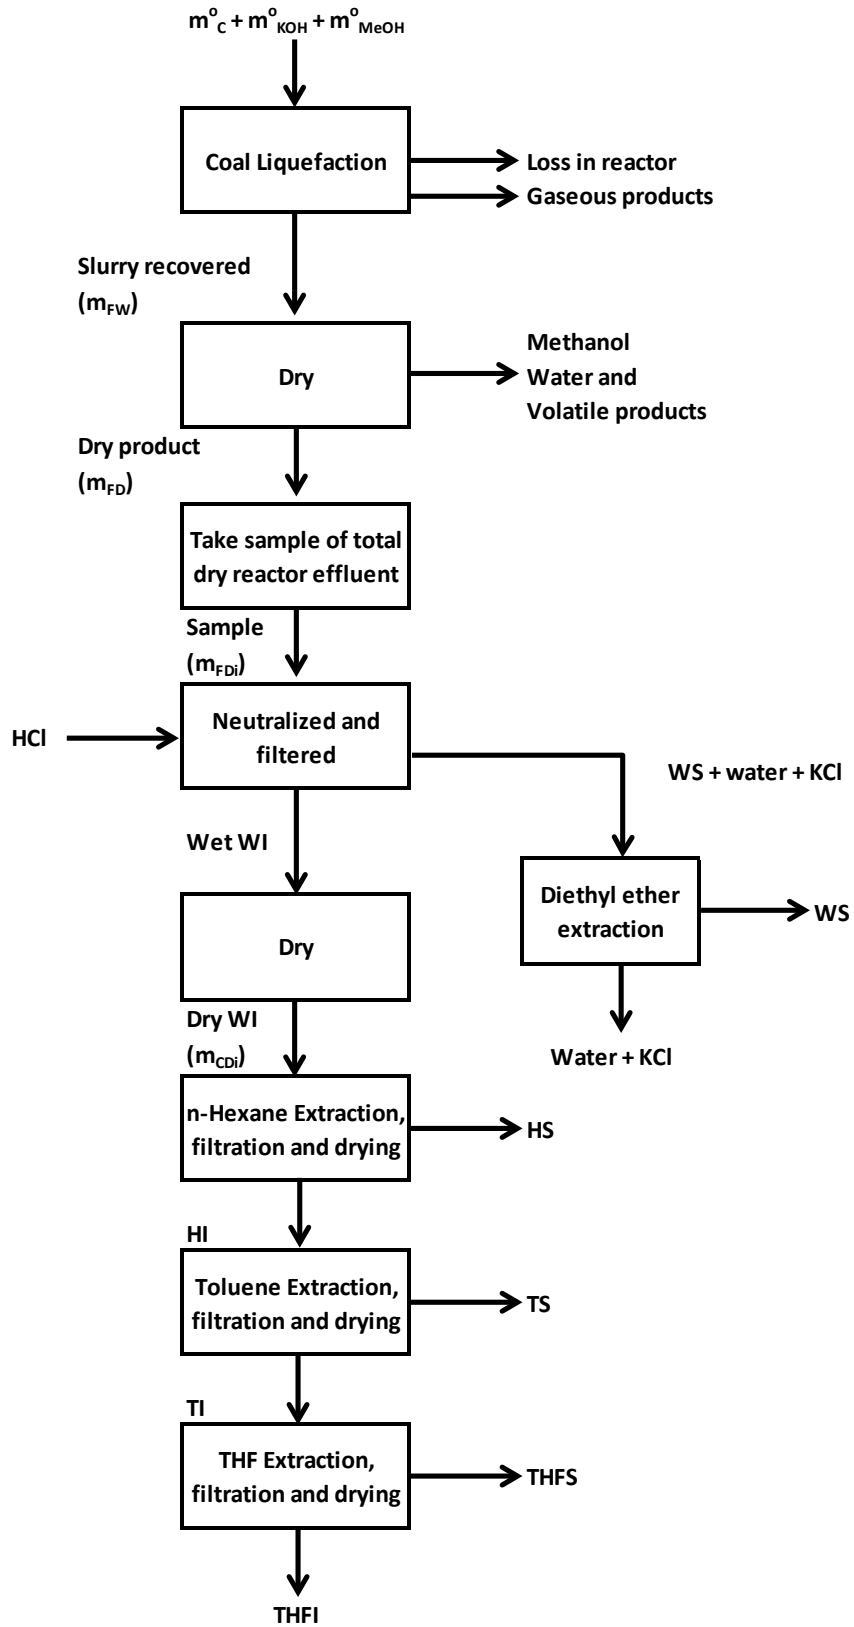 m°C + m°KOH + m°MeOH
Coal Liquefaction
Loss in reactor
Gaseous products
Slurry recovered
(mFW)
Dry
Methanol
Water and
Volatile products
Dry product
(mFD)
Take sample of total
dry reactor effluent
Sample
(mFDi)
HCl
Neutralized and
filtered
WS + water + KCl
Wet WI
Diethyl ether
extraction
WS
Dry
Dry WI
(mCDi)
Water + KCl
n-Hexane Extraction,
filtration and drying
HS
HI
Toluene Extraction,
filtration and drying
TS
TI
THF Extraction,
filtration and drying
THFS
THFI